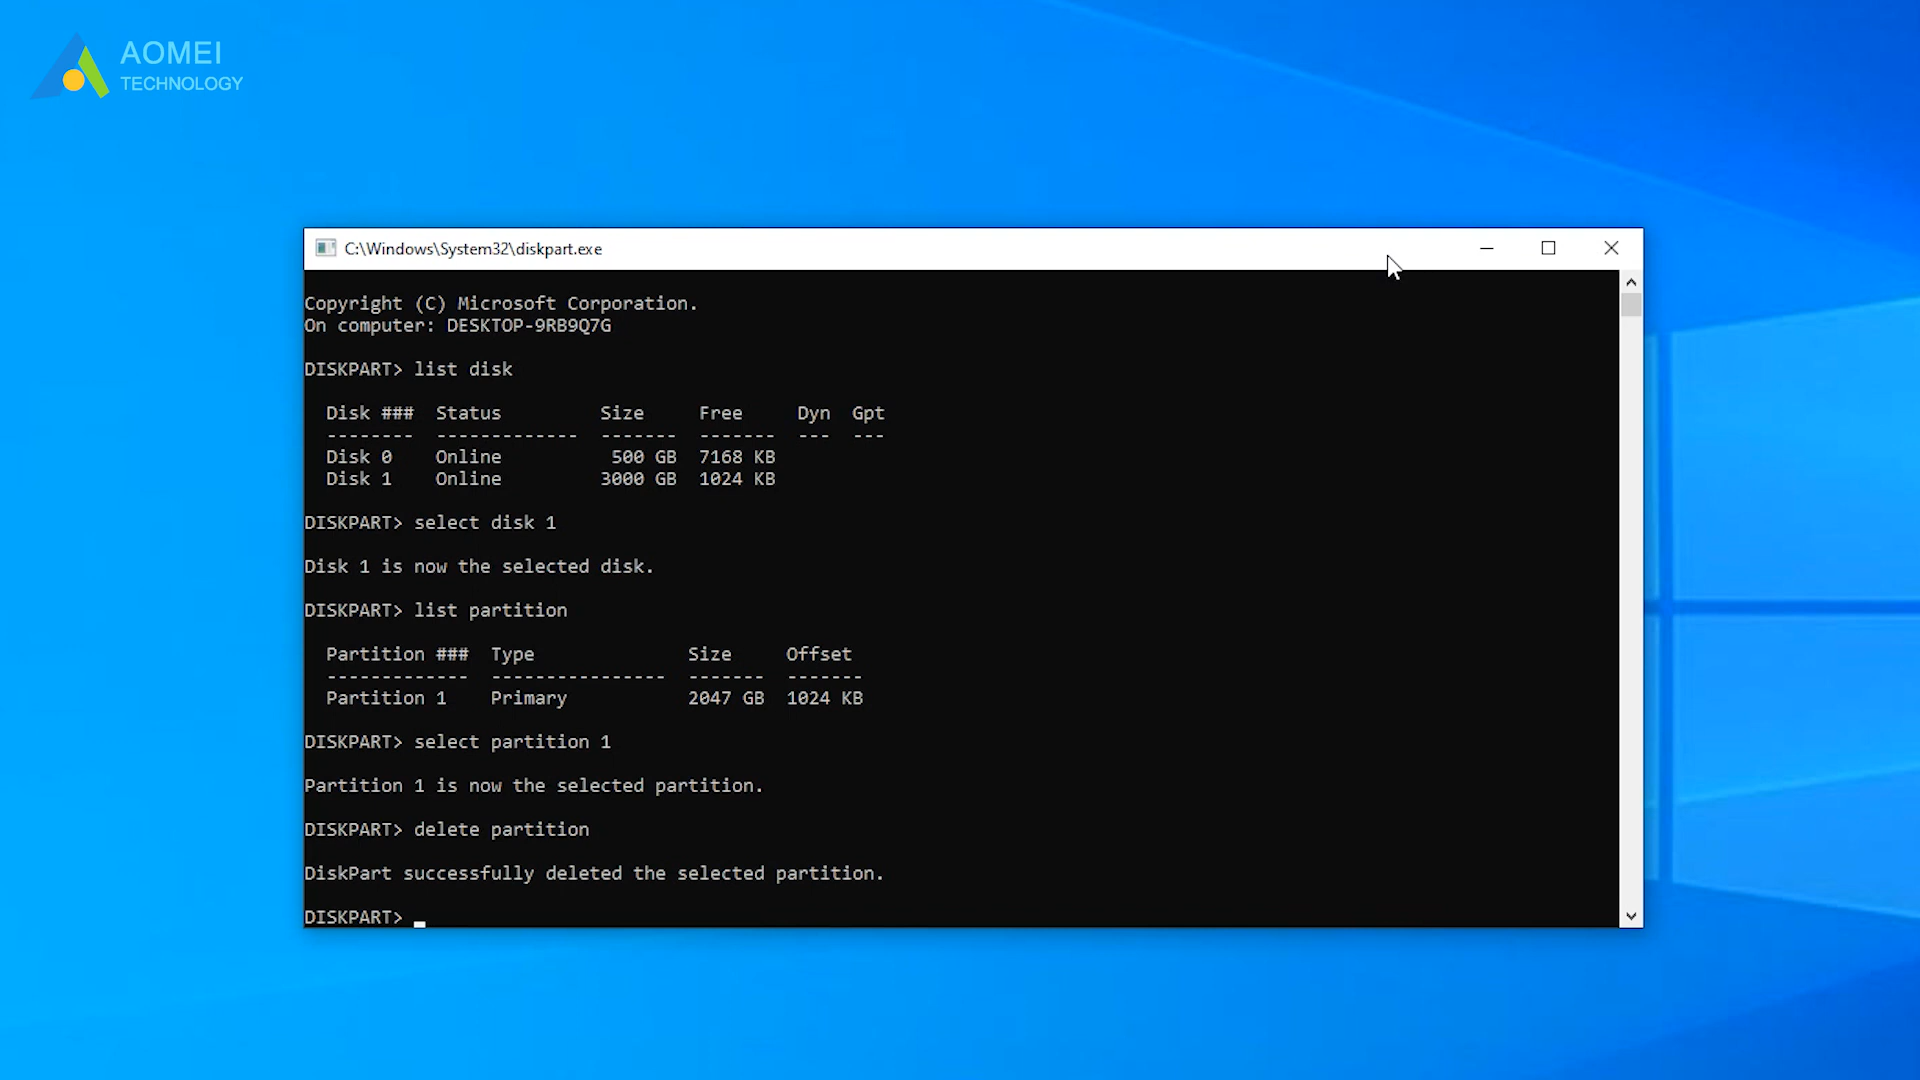 AOMEI
TECHNOLOGY
C:\Windows\System32\diskpart.exe
Copyright (C) Microsoft Corporation.
On computer: DESKTOP-9RB9Q7G
DISKPART> list disk
Disk ###  Status         Size     Free     Dyn  Gpt
--------  -------------  -------  -------  ---  ---
Disk 0    Online          500 GB  7168 KB
Disk 1    Online         3000 GB  1024 KB
DISKPART> select disk 1
Disk 1 is now the selected disk.
DISKPART> list partition
Partition ###  Type              Size     Offset
-------------  ----------------  -------  -------
Partition 1    Primary           2047 GB  1024 KB
DISKPART> select partition 1
Partition 1 is now the selected partition.
DISKPART> delete partition
DiskPart successfully deleted the selected partition.
DISKPART>